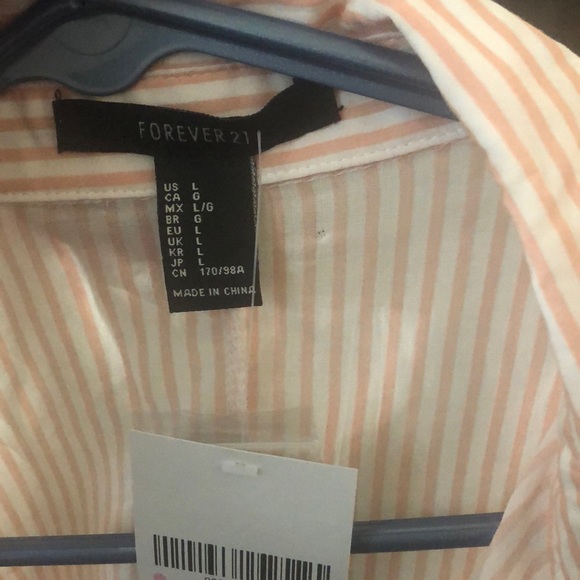 FOREVER 21
US L
CA G
MX L/G
BR G
EU L
UK L
KR L
JP L
CN 170/98A
MADE IN CHINA